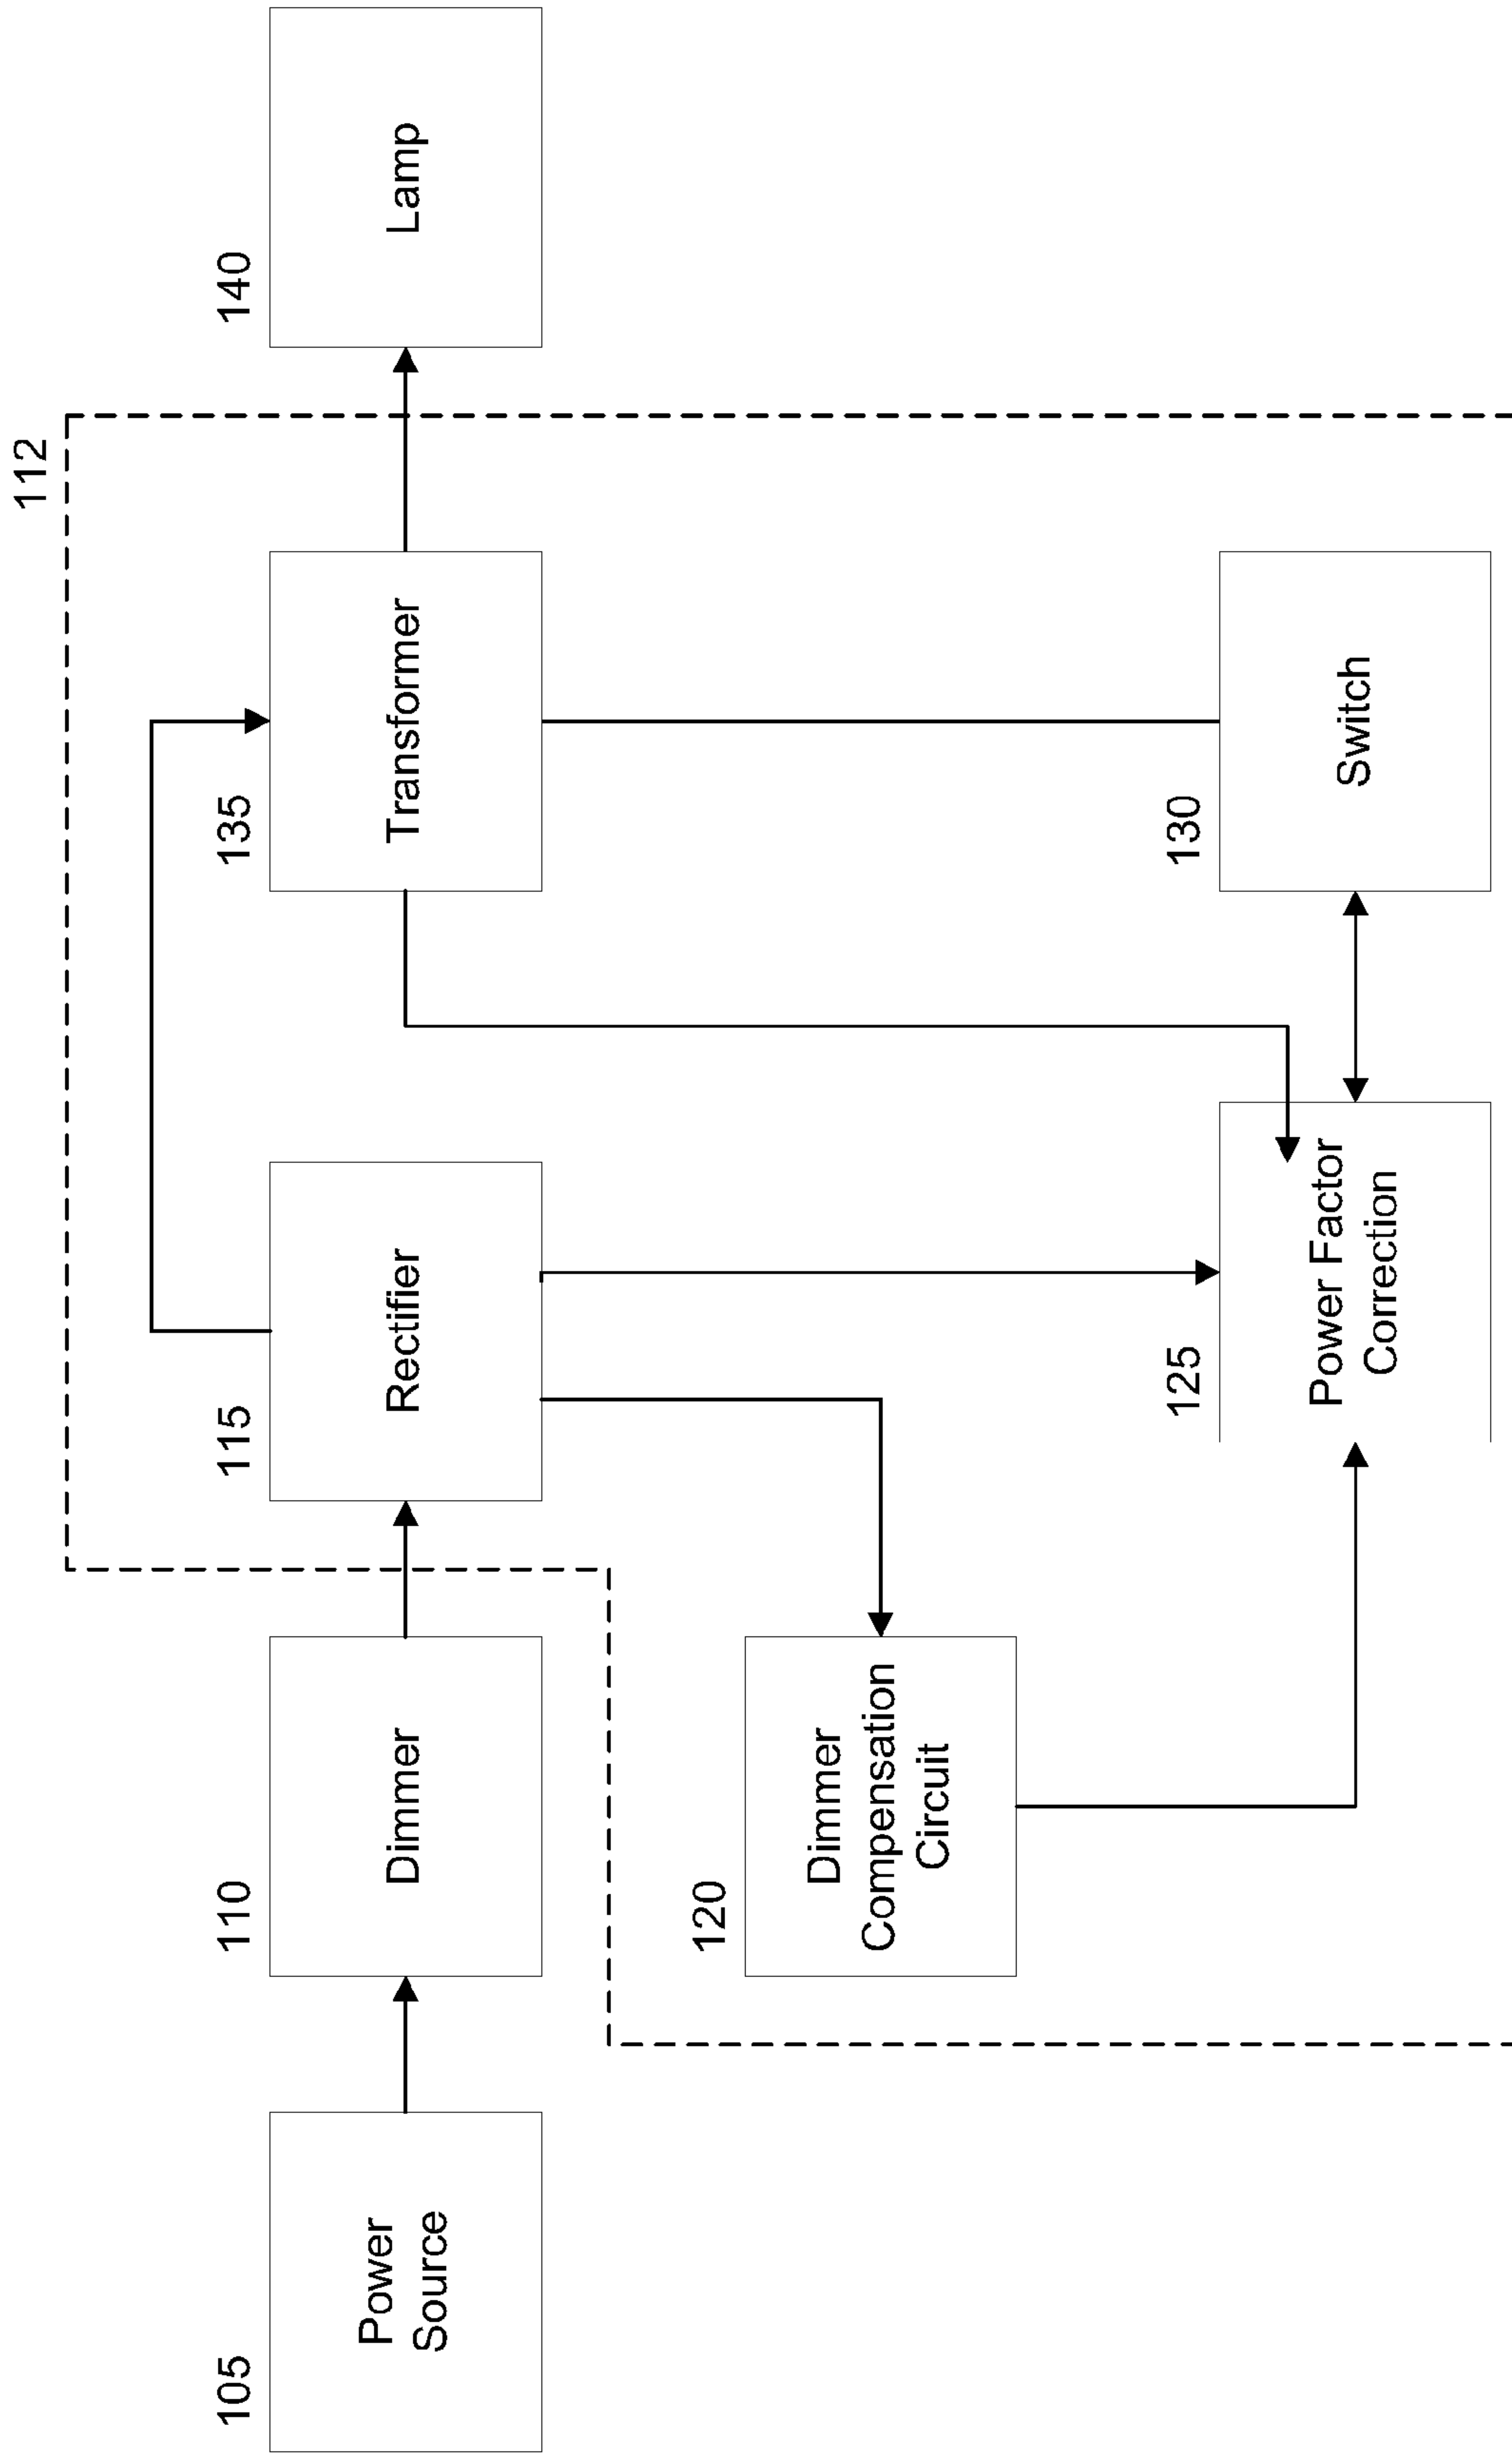 112
105
Power
Source
110
Dimmer
115
Rectifier
135
Transformer
140
Lamp
120
Dimmer
Compensation
Circuit
125
Power Factor
Correction
130
Switch